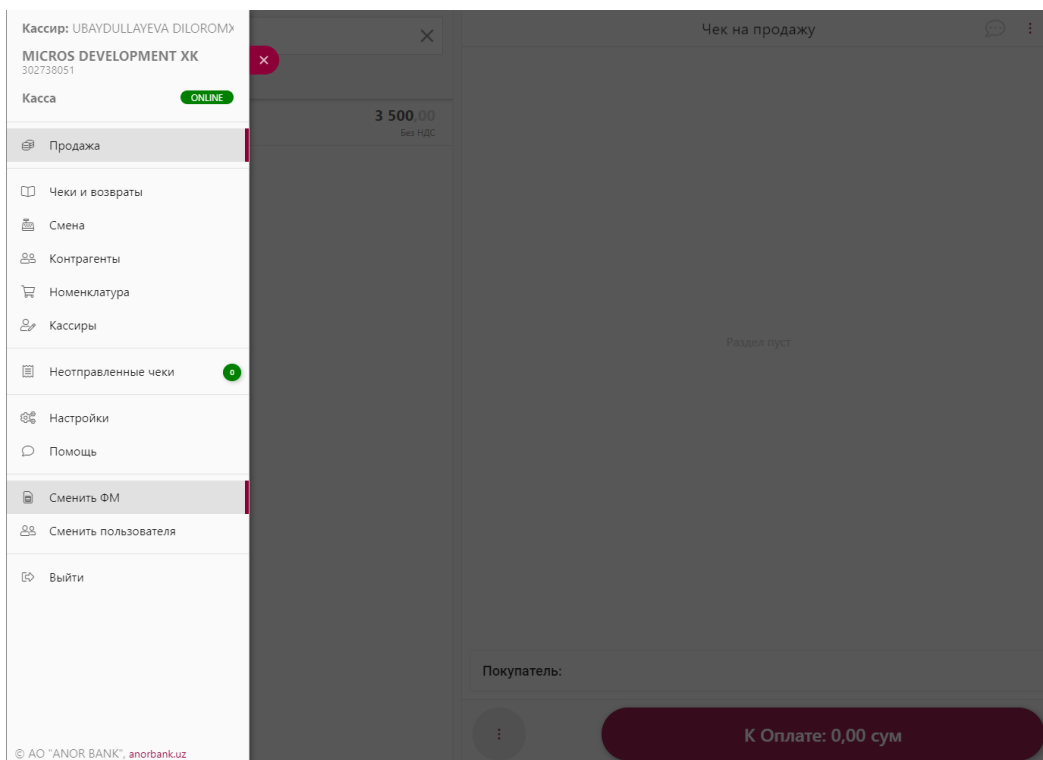 Кассир: UBAYDULLAYEVA DILOROMX
MICROS DEVELOPMENT XK
302738051
Касса
ONLINE
Продажа
Чеки и возвраты
Смена
Контрагенты
Номенклатура
Кассиры
Неотправленные чеки
0
Настройки
Помощь
Сменить ФМ
Сменить пользователя
Выйти
© АО "ANOR BANK", anorbank.uz
3 500,00
Без НДС
Чек на продажу
Раздел пуст
Покупатель:
К Оплате: 0,00 сум